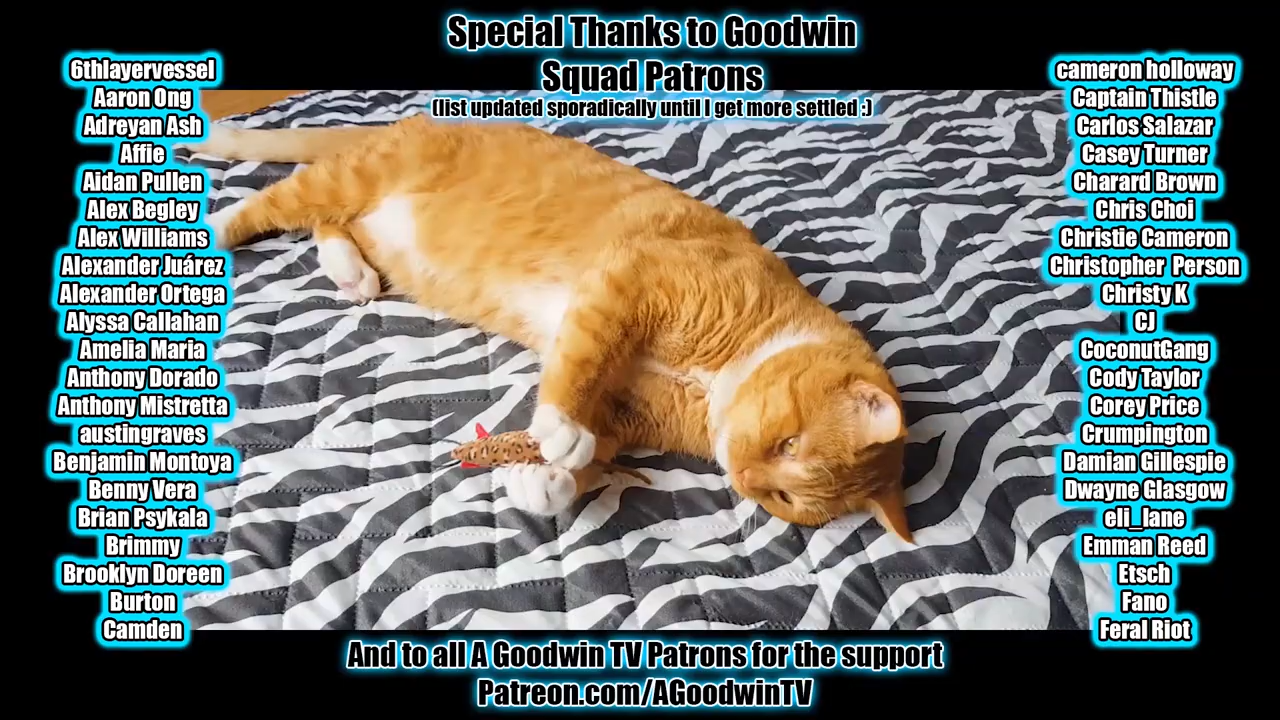 Special Thanks to Goodwin
Squad Patrons
(list updated sporadically until I get more settled :)
6thlayervessel
Aaron Ong
Adreyan Ash
Affie
Aidan Pullen
Alex Begley
Alex Williams
Alexander Juárez
Alexander Ortega
Alyssa Callahan
Amelia Maria
Anthony Dorado
Anthony Mistretta
austingraves
Benjamin Montoya
Benny Vera
Brian Psykala
Brimmy
Brooklyn Doreen
Burton
Camden
cameron holloway
Captain Thistle
Carlos Salazar
Casey Turner
Charard Brown
Chris Choi
Christie Cameron
Christopher Person
Christy K
CJ
CoconutGang
Cody Taylor
Corey Price
Crumpington
Damian Gillespie
Dwayne Glasgow
eli_lane
Emman Reed
Etsch
Fano
Feral Riot
And to all A Goodwin TV Patrons for the support
Patreon.com/AGoodwinTV